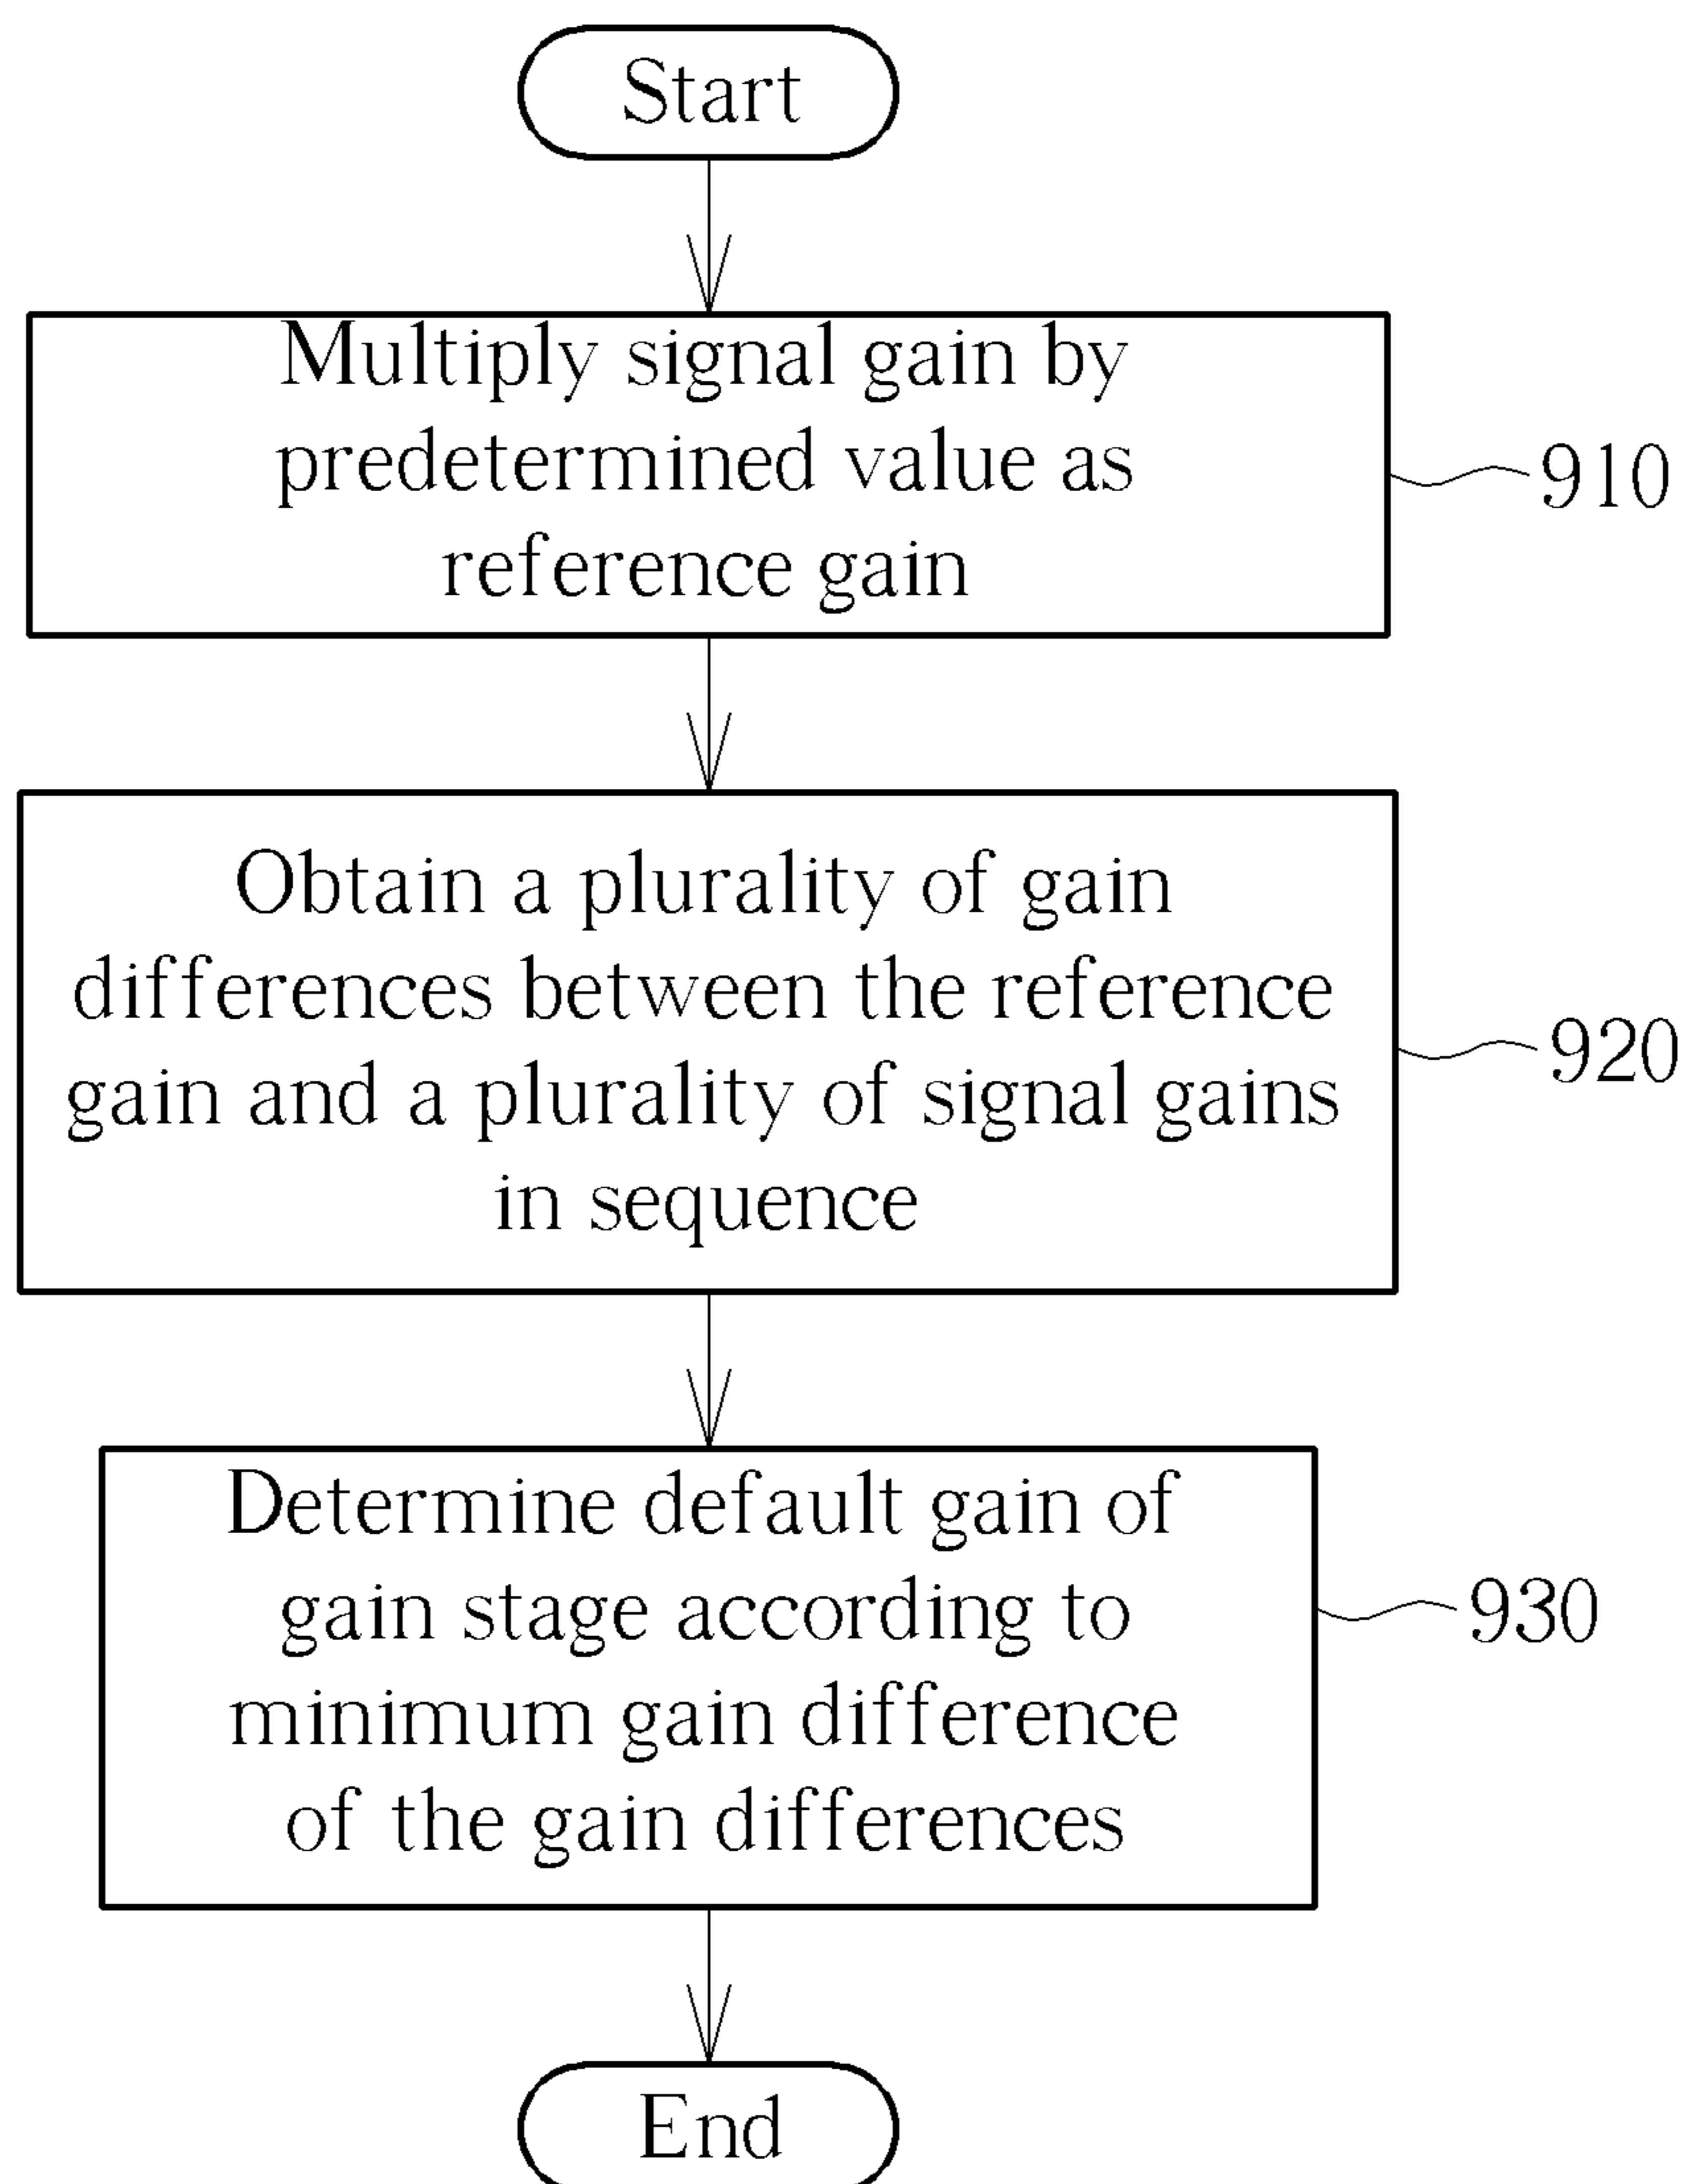 Start
Multiply signal gain by
predetermined value as
reference gain
910
Obtain a plurality of gain
differences between the reference
gain and a plurality of signal gains
in sequence
920
Determine default gain of
gain stage according to
minimum gain difference
of the gain differences
930
End